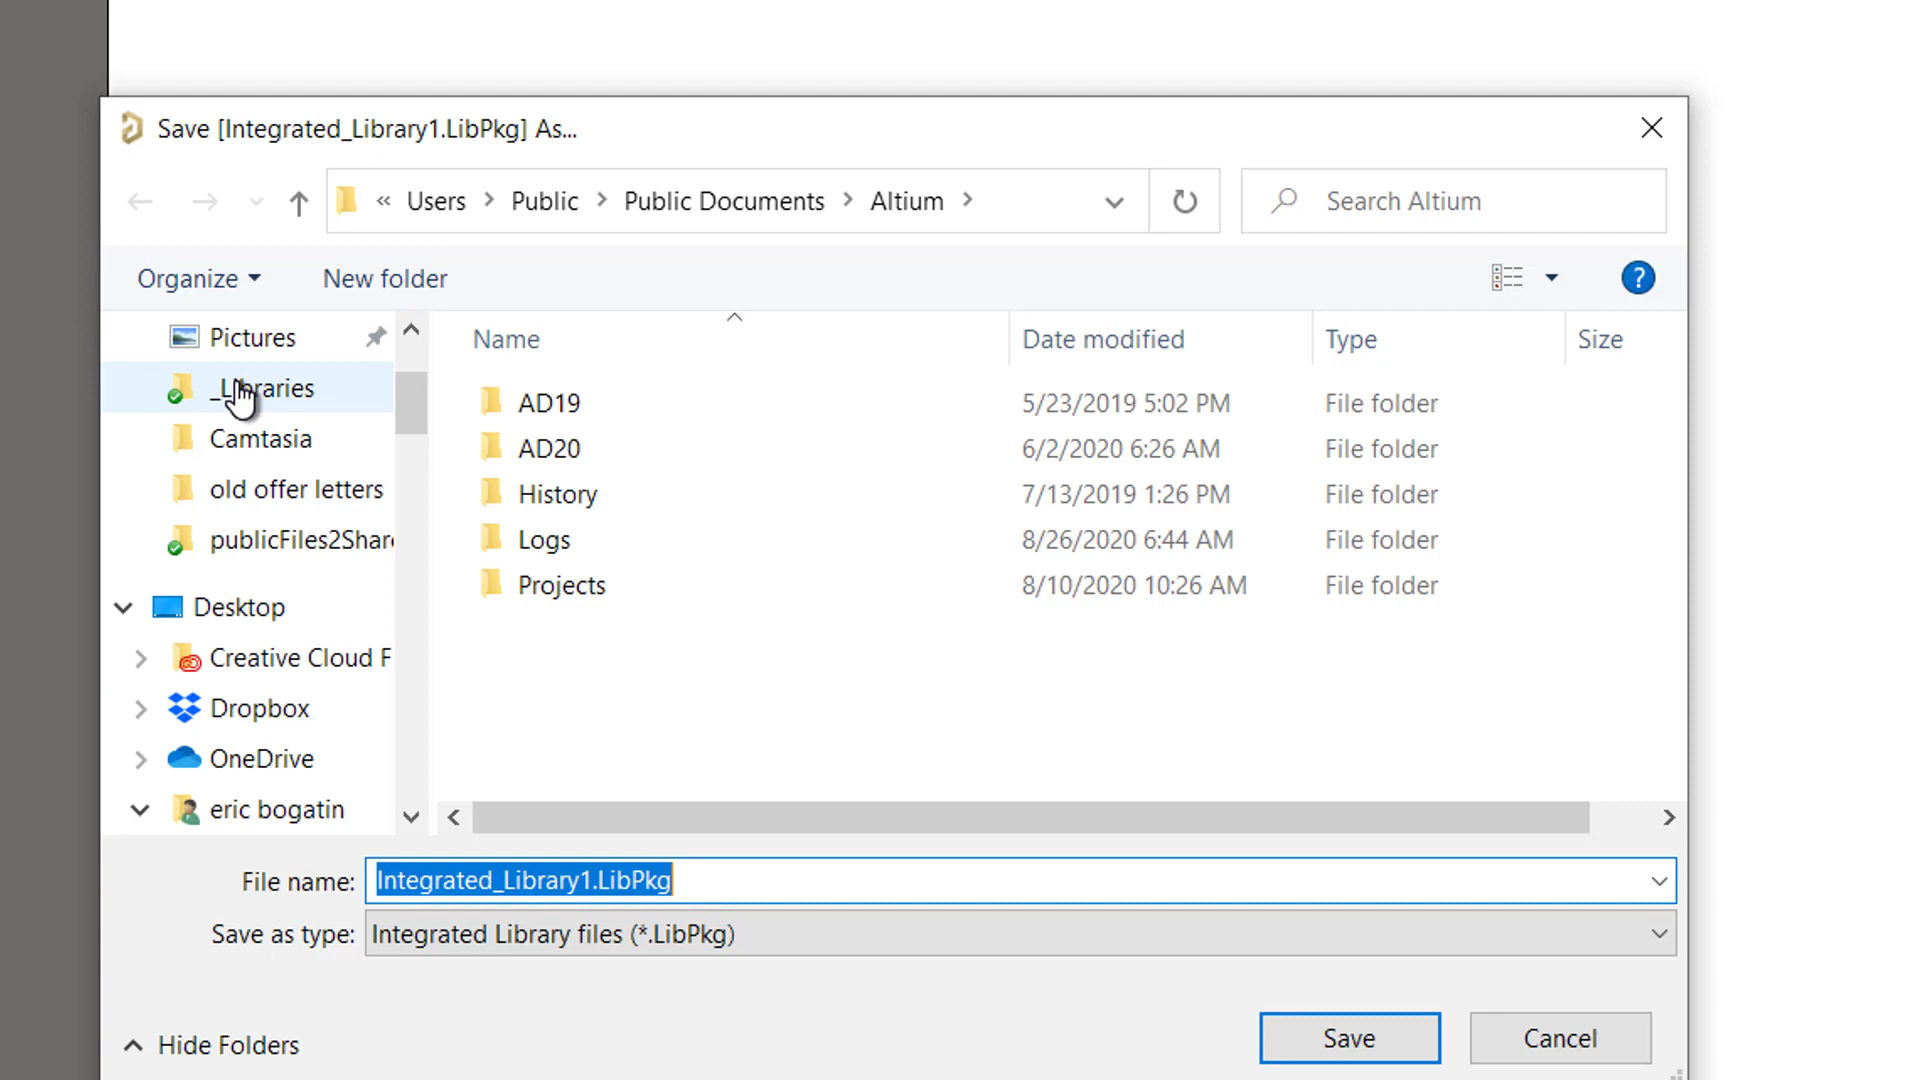 Save [Integrated_Library1.LibPkg] As...
« Users > Public > Public Documents > Altium >
Search Altium
Organize
New folder
?
Pictures
_Libraries
Camtasia
old offer letters
publicFiles2Share
Desktop
Creative Cloud F
Dropbox
OneDrive
eric bogatin
Name Date modified Type Size
AD19 5/23/2019 5:02 PM File folder
AD20 6/2/2020 6:26 AM File folder
History 7/13/2019 1:26 PM File folder
Logs 8/26/2020 6:44 AM File folder
Projects 8/10/2020 10:26 AM File folder
File name: Integrated_Library1.LibPkg
Save as type: Integrated Library files (*.LibPkg)
Hide Folders
Save
Cancel